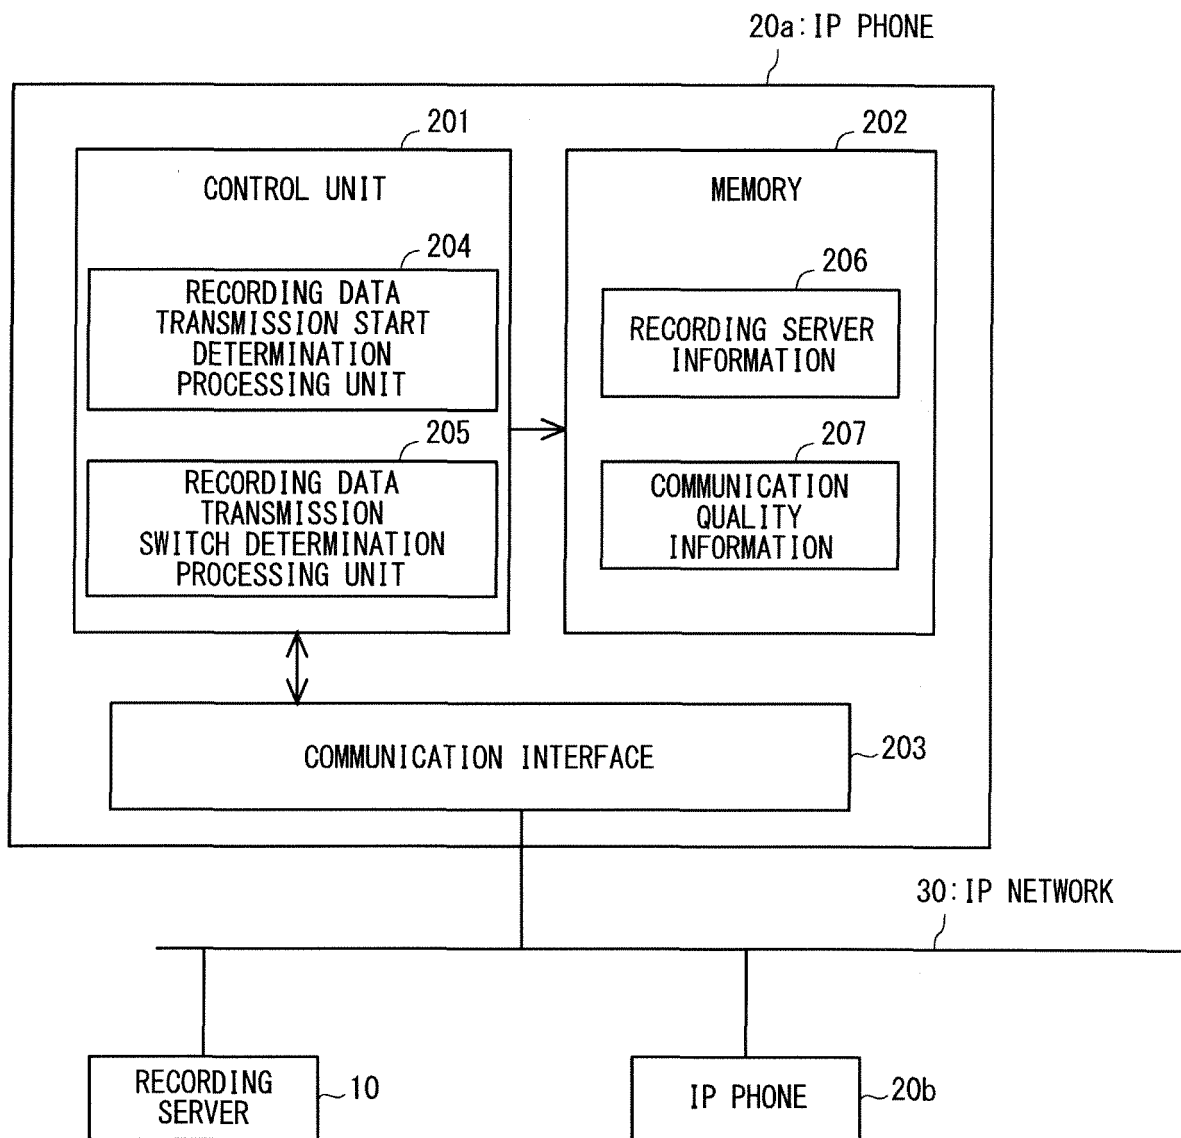 20a:IP PHONE
201
202
CONTROL UNIT
MEMORY
204
RECORDING DATA
TRANSMISSION START
DETERMINATION
PROCESSING UNIT
206
RECORDING SERVER
INFORMATION
205
RECORDING DATA
TRANSMISSION
SWITCH DETERMINATION
PROCESSING UNIT
207
COMMUNICATION
QUALITY
INFORMATION
COMMUNICATION INTERFACE
203
30:IP NETWORK
RECORDING
SERVER
10
IP PHONE
20b